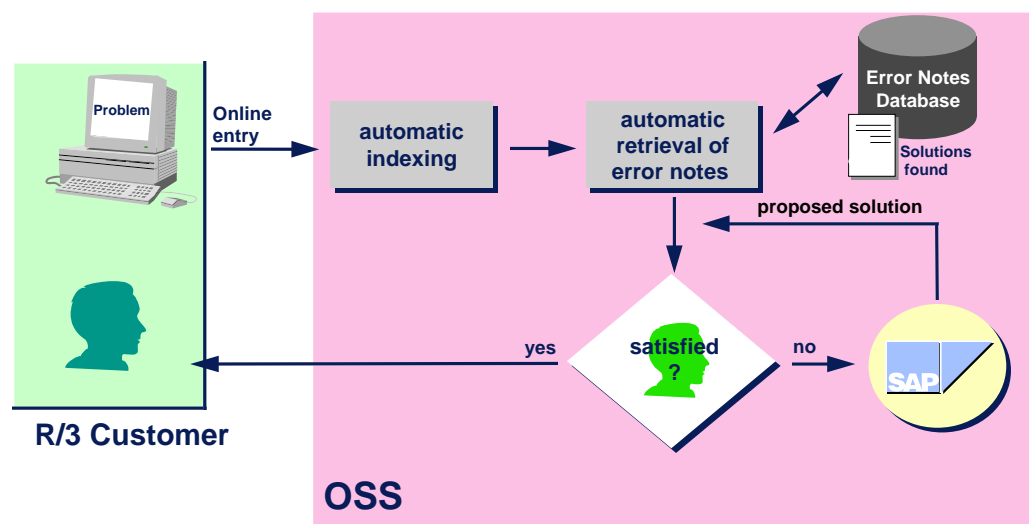 Problem
Online
entry
automatic
indexing
automatic
retrieval of
error notes
Error Notes
Database
Solutions
found
proposed solution
satisfied
?
yes
no
SAP
R/3 Customer
OSS